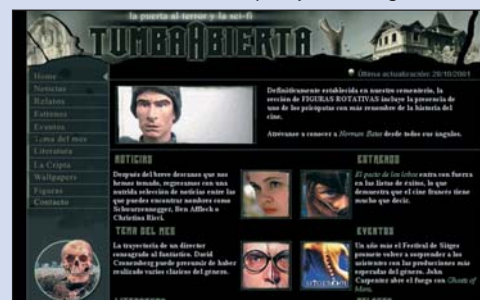 la puerta al terror y la sci-fi
TUMBAABIERTA
Última actualización: 28/10/2001
Home
Noticias
Relatos
Estrenos
Eventos
Tema del mes
Literatura
La Cripta
Wallpapers
Figuras
Contacto
Definitivamente establecida en nuestro cementerio, la
sección de FIGURAS ROTATIVAS incluye la presencia de
uno de los psicópatas con más renombre de la historia del
cine.
Atrévanse a conocer a Norman Bates desde todos sus ángulos.
NOTICIAS
Después del breve descanso que nos
hemos tomado, regresamos con una
nutrida selección de noticias entre las
que pueden encontrar nombres como
Schwarzenegger, Ben Affleck o
Christina Ricci.
ESTRENOS
El pacto de los lobos entra con fuerza
en las listas de éxitos, lo que
demuestra que el cine francés tiene
mucho que decir.
TEMA DEL MES
La trayectoria de un director
consagrado al fantástico. David
Cronenberg puede presumir de haber
realizado varios clásicos del género.
EVENTOS
Un año más el Festival de Sitges
promete volver a sorprender a los
asistentes con las producciones más
esperadas del género. John
Carpenter abre el fuego con Ghosts of
Mars.